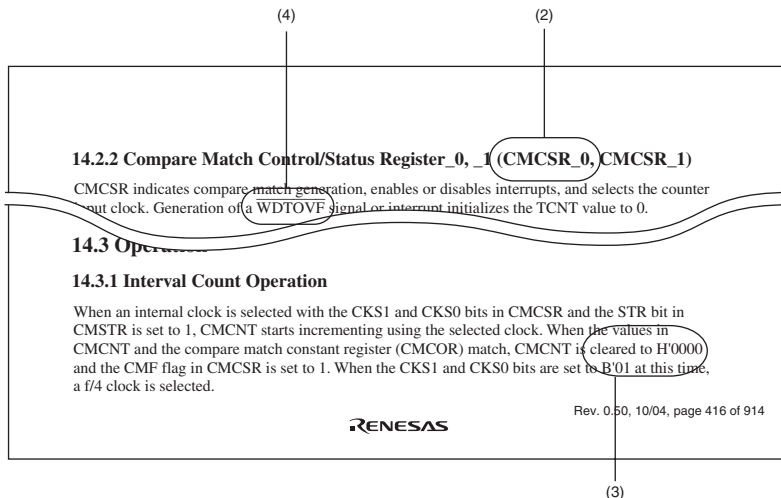 (4) (2)
14.2.2 Compare Match Control/Status Register_0, _1 (CMCSR_0, CMCSR_1)
CMCSR indicates compare match generation, enables or disables interrupts, and selects the counter
input clock. Generation of a WDTOVF signal or interrupt initializes the TCNT value to 0.
14.3 Operation
14.3.1 Interval Count Operation
When an internal clock is selected with the CKS1 and CKS0 bits in CMCSR and the STR bit in
CMSTR is set to 1, CMCNT starts incrementing using the selected clock. When the values in
CMCNT and the compare match constant register (CMCOR) match, CMCNT is cleared to H'0000
and the CMF flag in CMCSR is set to 1. When the CKS1 and CKS0 bits are set to B'01 at this time,
a f/4 clock is selected.
Rev. 0.50, 10/04, page 416 of 914
RENESAS
(3)